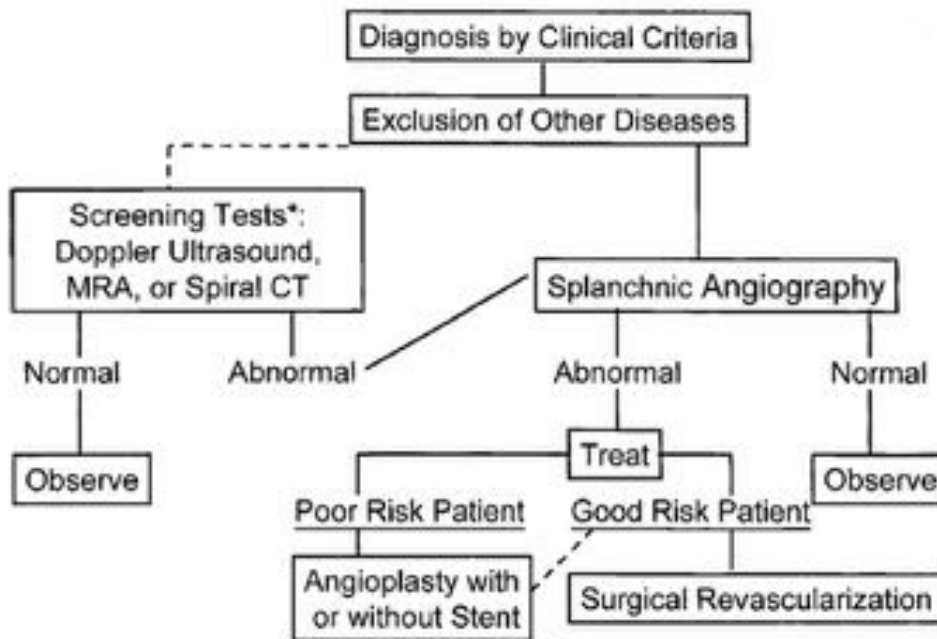 Diagnosis by Clinical Criteria
Exclusion of Other Diseases
Screening Tests*:
Doppler Ultrasound,
MRA, or Spiral CT
Splanchnic Angiography
Normal
Abnormal
Abnormal
Normal
Observe
Treat
Observe
Poor Risk Patient
Good Risk Patient
Angioplasty with
or without Stent
Surgical Revascularization